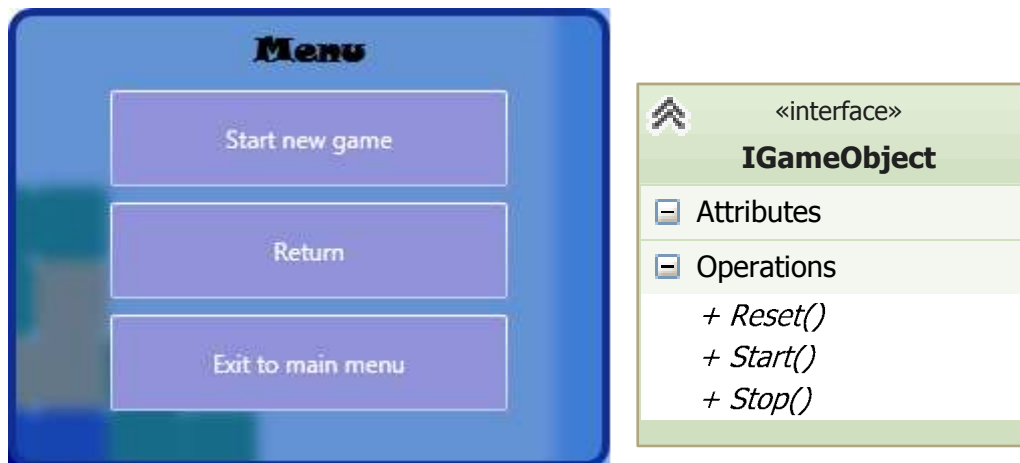 Menu
Start new game
Return
Exit to main menu
«interface»
IGameObject
Attributes
Operations
+ Reset()
+ Start()
+ Stop()